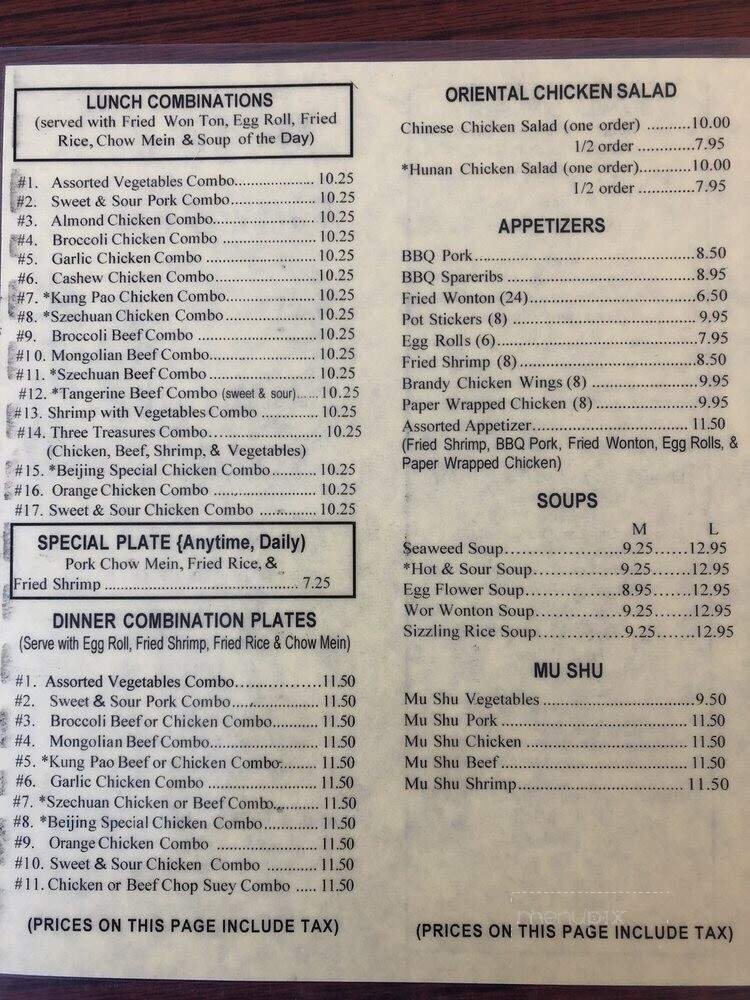 LUNCH COMBINATIONS
(served with Fried Won Ton, Egg Roll, Fried
Rice, Chow Mein & Soup of the Day)
#1. Assorted Vegetables Combo..................10.25
#2. Sweet & Sour Pork Combo..................10.25
#3. Almond Chicken Combo..................10.25
#4. Broccoli Chicken Combo ..................10.25
#5. Garlic Chicken Combo ..................10.25
#6. Cashew Chicken Combo..................10.25
#7. *Kung Pao Chicken Combo..................10.25
#8. *Szechuan Chicken Combo ..................10.25
#9. Broccoli Beef Combo ..................10.25
#10. Mongolian Beef Combo..................10.25
#11. *Szechuan Beef Combo ..................10.25
#12. *Tangerine Beef Combo (sweet & sour)......10.25
#13. Shrimp with Vegetables Combo ............10.25
#14. Three Treasures Combo..................10.25
(Chicken, Beef, Shrimp, & Vegetables)
#15. *Beijing Special Chicken Combo............10.25
#16. Orange Chicken Combo ..................10.25
#17. Sweet & Sour Chicken Combo ............10.25
SPECIAL PLATE {Anytime, Daily)
Pork Chow Mein, Fried Rice, &
Fried Shrimp .................................... 7.25
DINNER COMBINATION PLATES
(Serve with Egg Roll, Fried Shrimp, Fried Rice & Chow Mein)
#1. Assorted Vegetables Combo..................11.50
#2. Sweet & Sour Pork Combo..................11.50
#3. Broccoli Beef or Chicken Combo............11.50
#4. Mongolian Beef Combo..................11.50
#5. *Kung Pao Beef or Chicken Combo.........11.50
#6. Garlic Chicken Combo ..................11.50
#7. *Szechuan Chicken or Beef Combo............11.50
#8. *Beijing Special Chicken Combo............11.50
#9. Orange Chicken Combo ..................11.50
#10. Sweet & Sour Chicken Combo ............11.50
#11. Chicken or Beef Chop Suey Combo ..... 11.50
(PRICES ON THIS PAGE INCLUDE TAX)
ORIENTAL CHICKEN SALAD
Chinese Chicken Salad (one order) ..........10.00
1/2 order ............7.95
*Hunan Chicken Salad (one order)............10.00
1/2 order ............7.95
APPETIZERS
BBQ Pork..................8.50
BBQ Spareribs ..................8.95
Fried Wonton (24)..................6.50
Pot Stickers (8) ..................9.95
Egg Rolls (6)..................7.95
Fried Shrimp (8)..................8.50
Brandy Chicken Wings (8) ..................9.95
Paper Wrapped Chicken (8) ..................9.95
Assorted Appetizer..................11.50
(Fried Shrimp, BBQ Pork, Fried Wonton, Egg Rolls, &
Paper Wrapped Chicken)
SOUPS
M L
Seaweed Soup..................9.25......12.95
*Hot & Sour Soup............9.25.......12.95
Egg Flower Soup............8.95.......12.95
Wor Wonton Soup............9.25.......12.95
Sizzling Rice Soup............9.25.......12.95
MU SHU
Mu Shu Vegetables ..................9.50
Mu Shu Pork ..................11.50
Mu Shu Chicken ..................11.50
Mu Shu Beef..................11.50
Mu Shu Shrimp..................11.50
menupix
(PRICES ON THIS PAGE INCLUDE TAX)